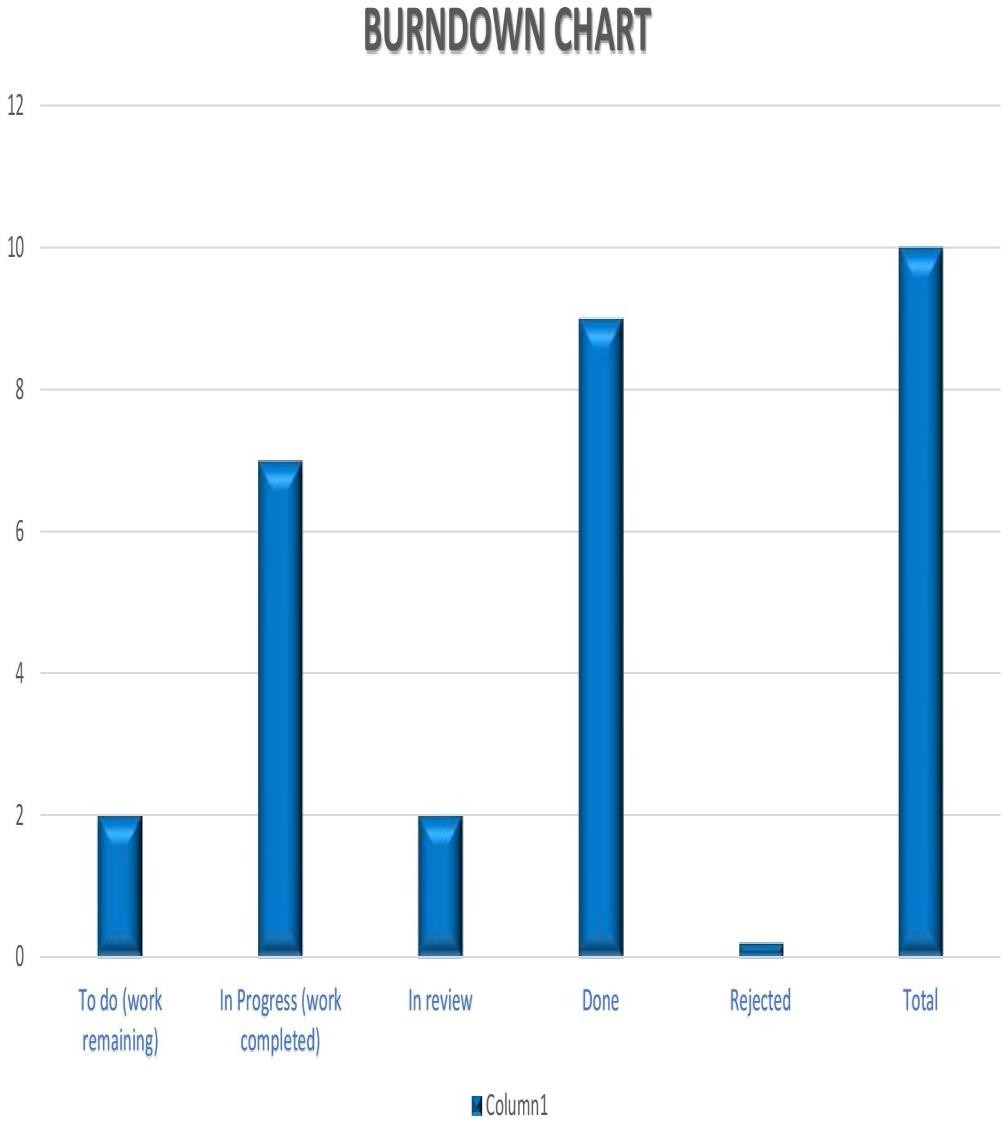 BURNDOWN CHART
12
10
8
6
4
2
0
To do (work
remaining)
In Progress (work
completed)
In review
Done
Rejected
Total
Column1